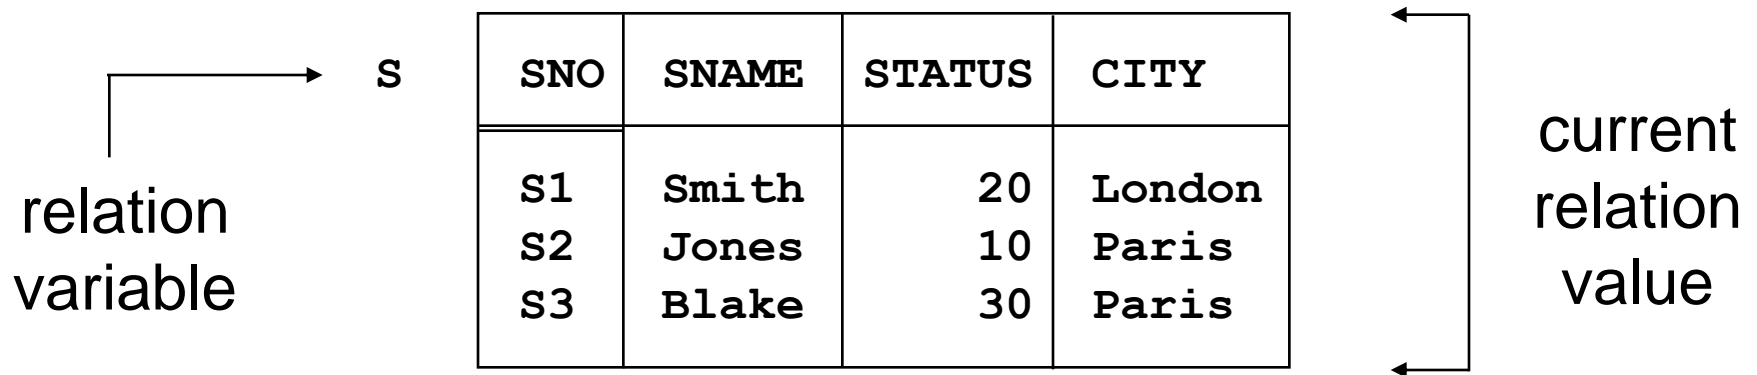 relation
variable
S
SNO SNAME STATUS CITY
S1 Smith 20 London
S2 Jones 10 Paris
S3 Blake 30 Paris
current
relation
value